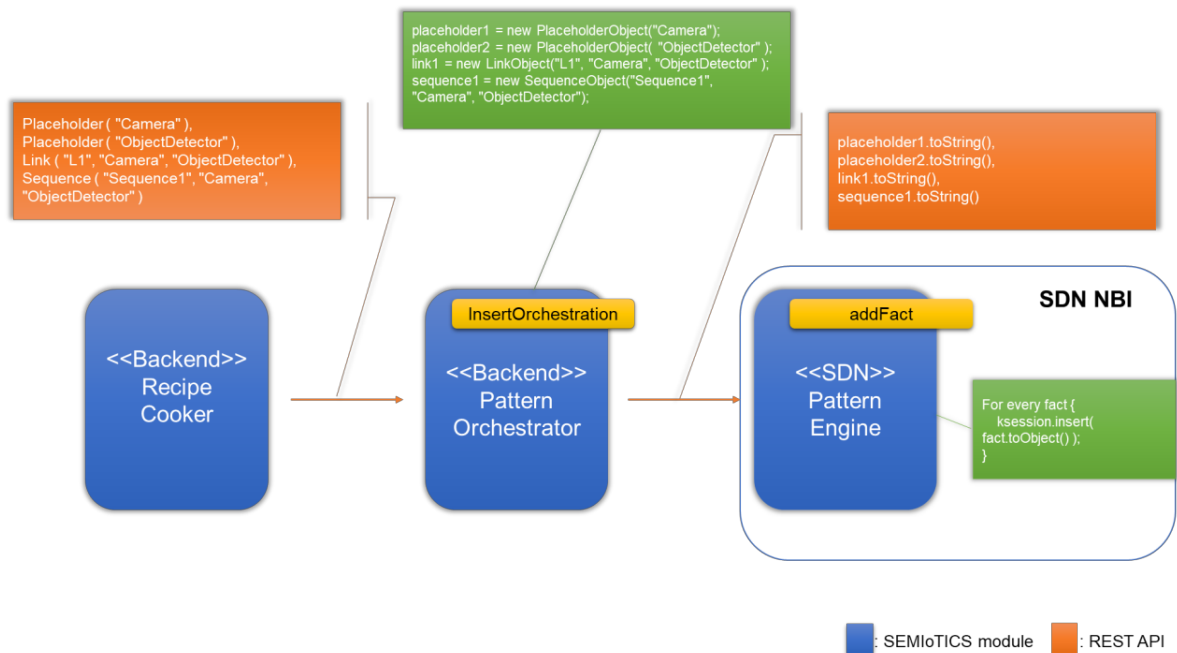 placeholder1 = new PlaceholderObject("Camera");
placeholder2 = new PlaceholderObject( "ObjectDetector" );
link1 = new LinkObject("L1", "Camera", "ObjectDetector" );
sequence1 = new SequenceObject("Sequence1",
"Camera", "ObjectDetector");
Placeholder ( "Camera" ),
Placeholder ( "ObjectDetector" ),
Link ( "L1", "Camera", "ObjectDetector" ),
Sequence ( "Sequence1", "Camera",
"ObjectDetector" )
placeholder1.toString(),
placeholder2.toString(),
link1.toString(),
sequence1.toString()
<<Backend>>
Recipe
Cooker
InsertOrchestration
<<Backend>>
Pattern
Orchestrator
addFact
<<SDN>>
Pattern
Engine
SDN NBI
For every fact {
ksession.insert(
fact.toObject() );
}
: SEMIoTICS module
: REST API